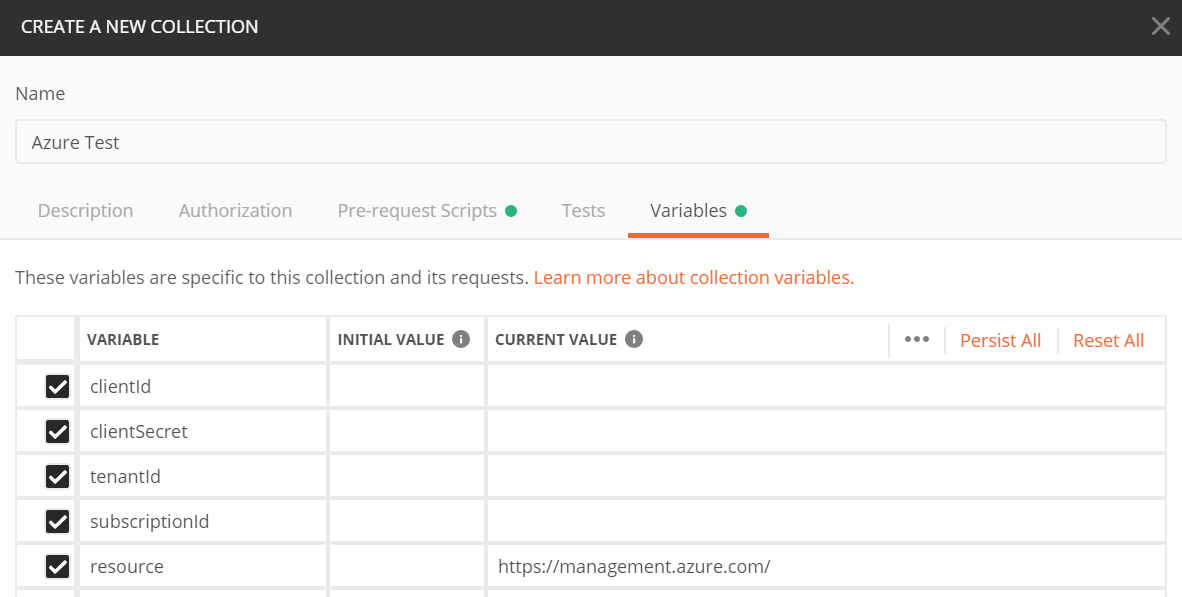 CREATE A NEW COLLECTION
Name
Azure Test
Description Authorization Pre-request Scripts Tests Variables
These variables are specific to this collection and its requests. Learn more about collection variables.
VARIABLE INITIAL VALUE CURRENT VALUE ••• Persist All Reset All
clientId
clientSecret
tenantId
subscriptionId
resource https://management.azure.com/